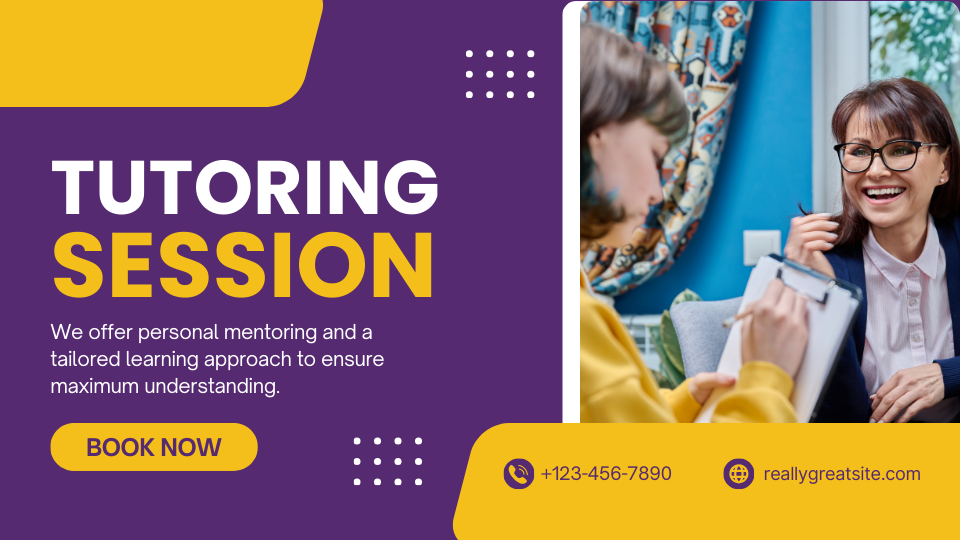 TUTORING
SESSION
We offer personal mentoring and a
tailored learning approach to ensure
maximum understanding.
BOOK NOW
+123-456-7890
reallygreatsite.com